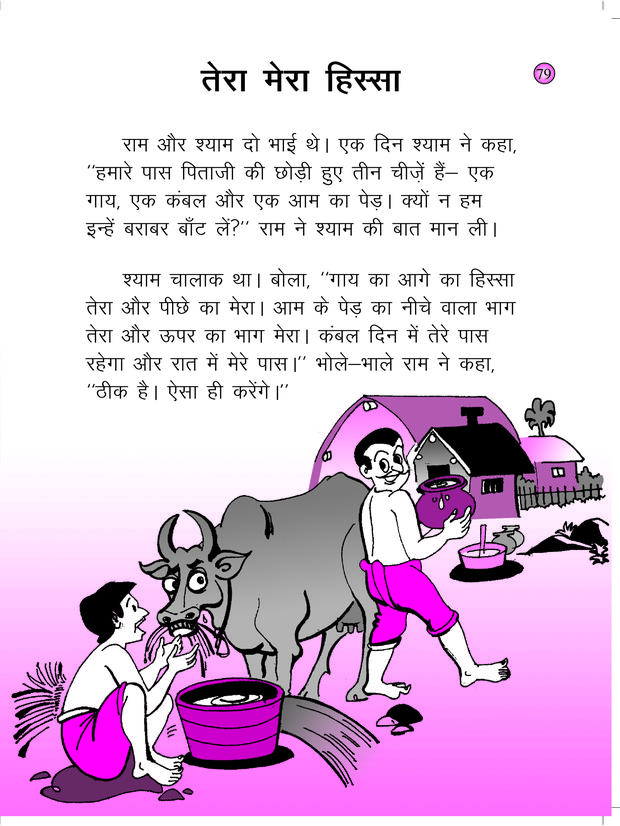 तेरा मेरा हिस्सा
79
राम और श्याम दो भाई थे। एक दिन श्याम ने कहा,
"हमारे पास पिताजी की छोड़ी हुए तीन चीज़ें हैं– एक
गाय, एक कंबल और एक आम का पेड़। क्यों न हम
इन्हें बराबर बाँट लें?" राम ने श्याम की बात मान ली।
श्याम चालाक था। बोला, "गाय का आगे का हिस्सा
तेरा और पीछे का मेरा। आम के पेड़ का नीचे वाला भाग
तेरा और ऊपर का भाग मेरा। कंबल दिन में तेरे पास
रहेगा और रात में मेरे पास।" भोले–भाले राम ने कहा,
"ठीक है। ऐसा ही करेंगे।"